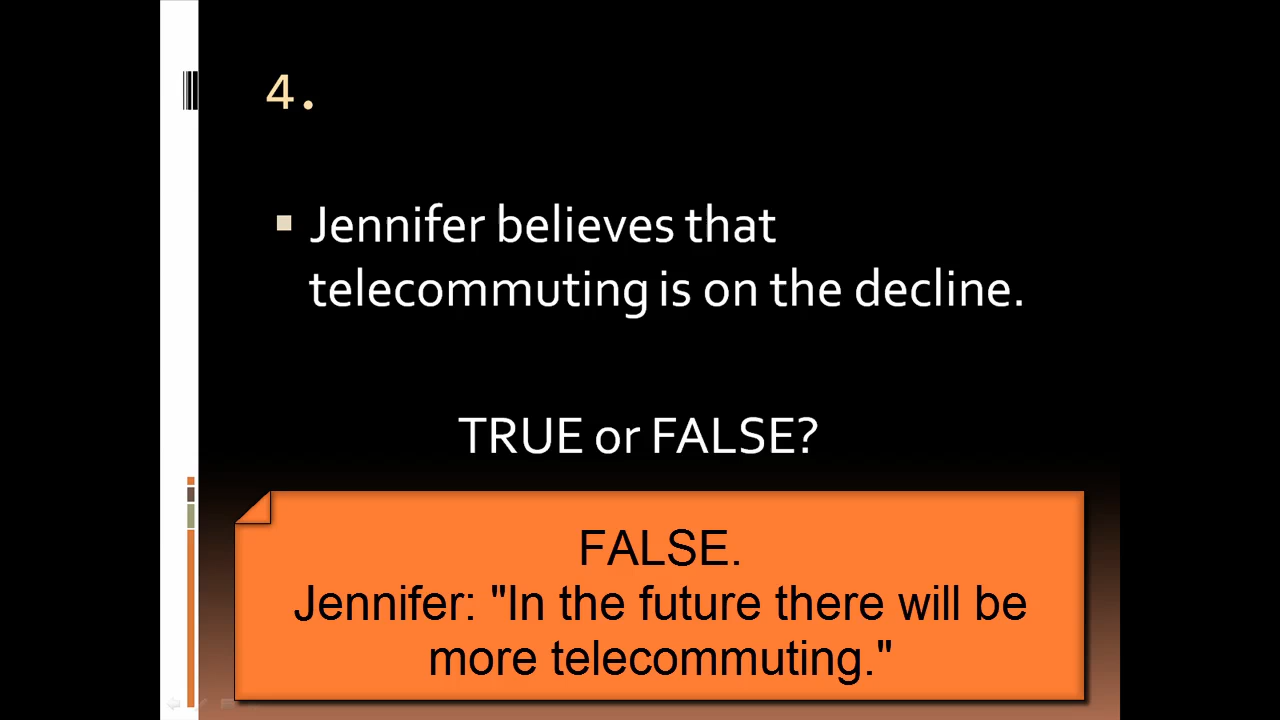 4.
Jennifer believes that
telecommuting is on the decline.
TRUE or FALSE?
FALSE.
Jennifer: "In the future there will be
more telecommuting."